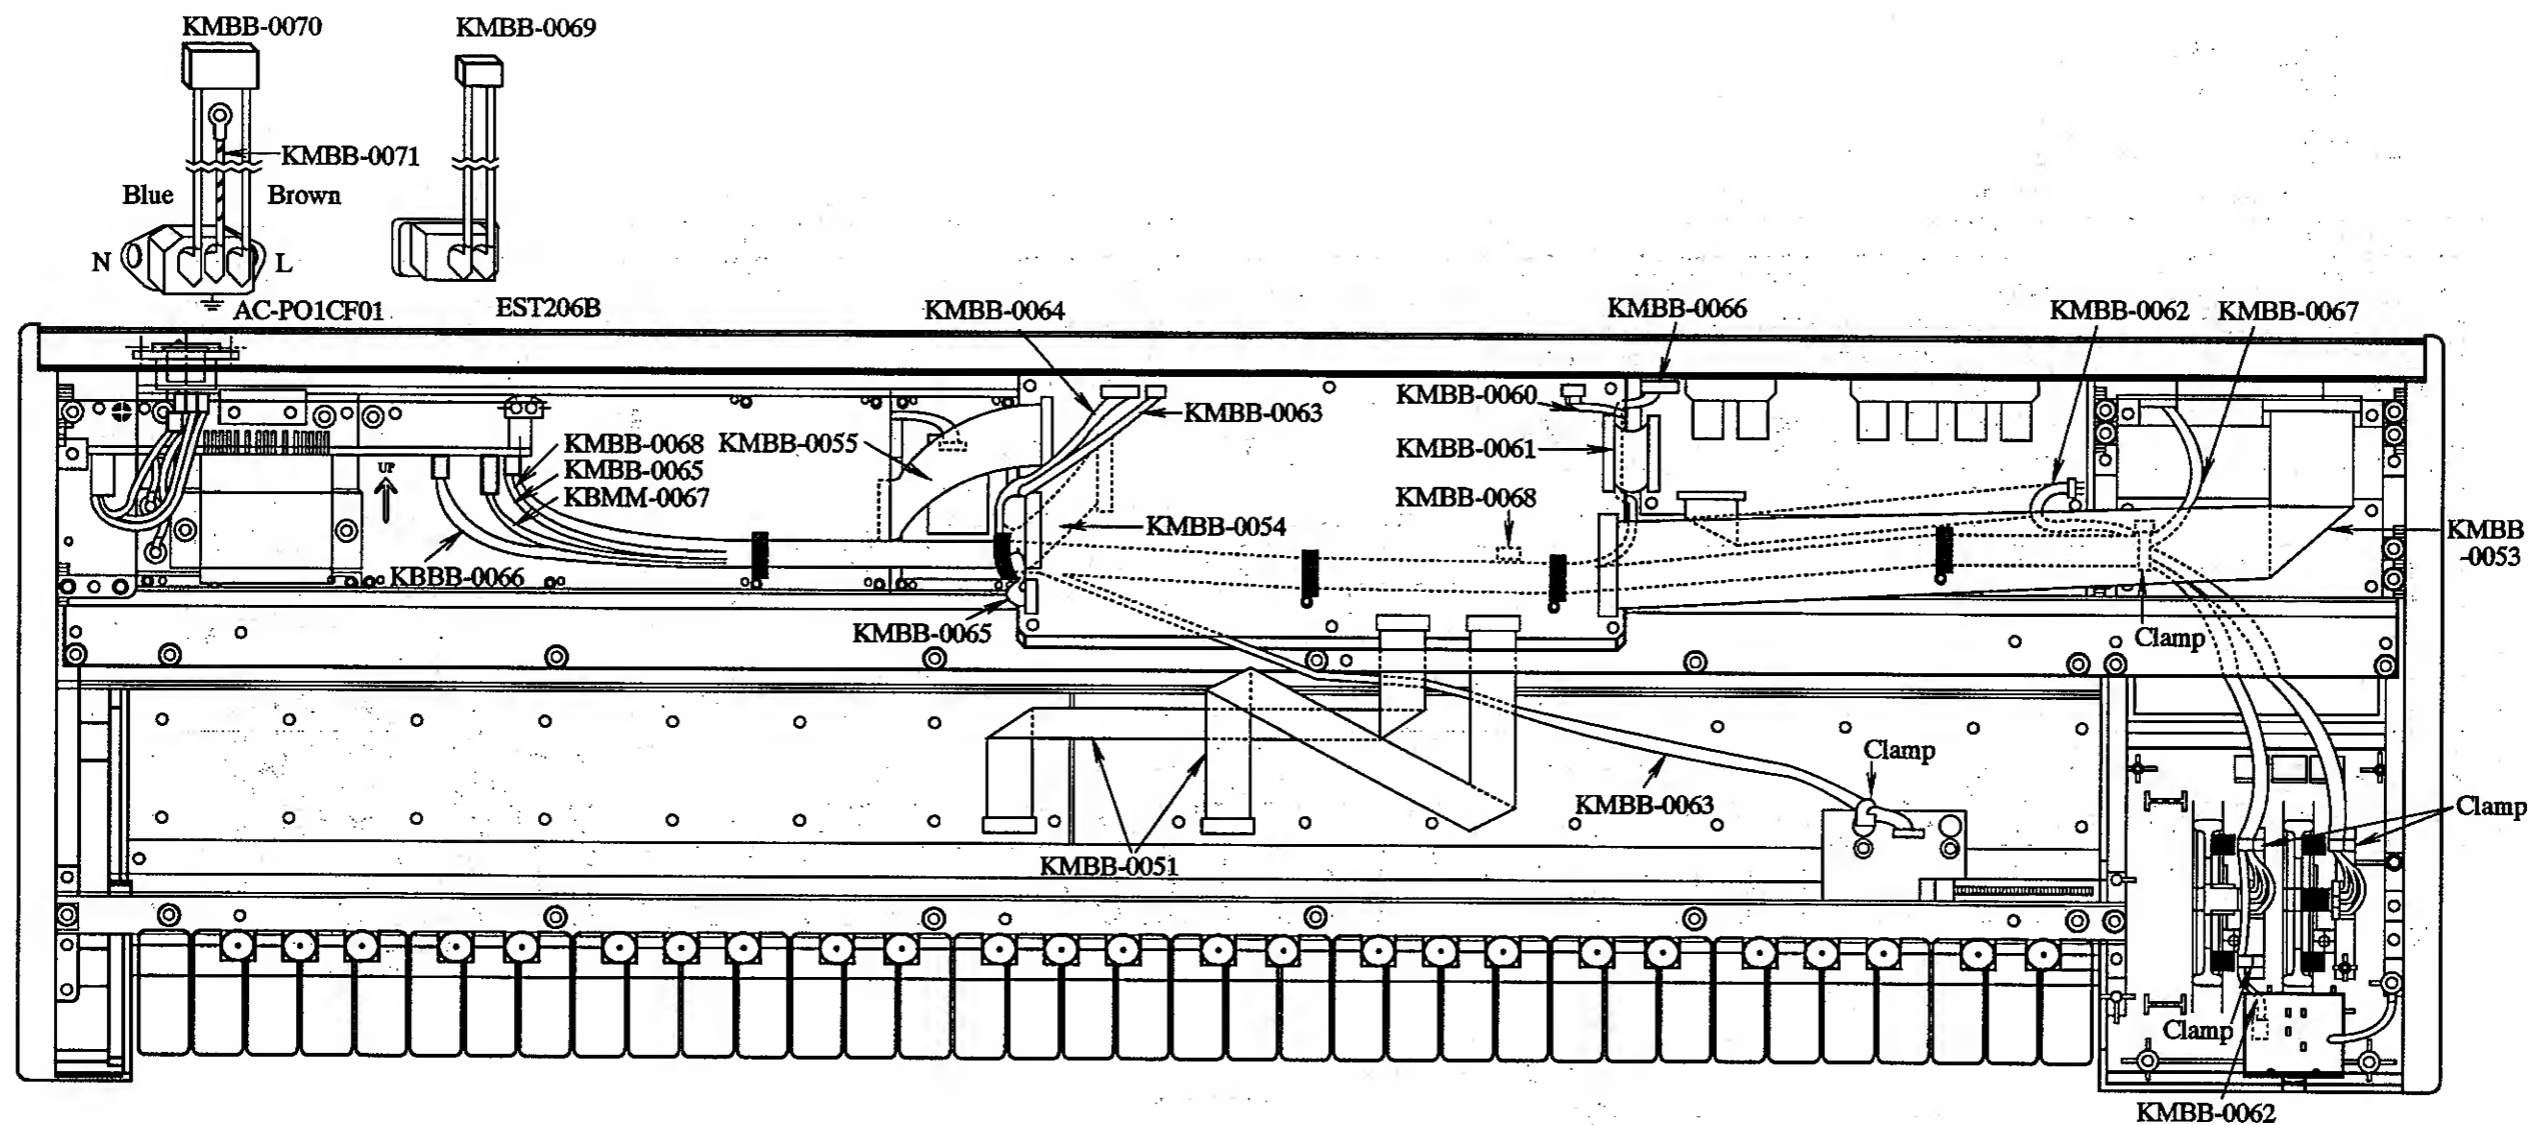 KMBB-0070
KMBB-0069
KMBB-0071
Blue
Brown
N
L
AC-PO1CF01
EST206B
KMBB-0064
KMBB-0066
KMBB-0062
KMBB-0067
KMBB-0060
KMBB-0063
KMBB-0068
KMBB-0055
KMBB-0061
KMBB-0065
UP
KBMM-0067
KMBB-0068
KMBB-0054
KMBB
-0053
KBBB-0066
KMBB-0065
Clamp
Clamp
KMBB-0063
Clamp
KMBB-0051
Clamp
KMBB-0062